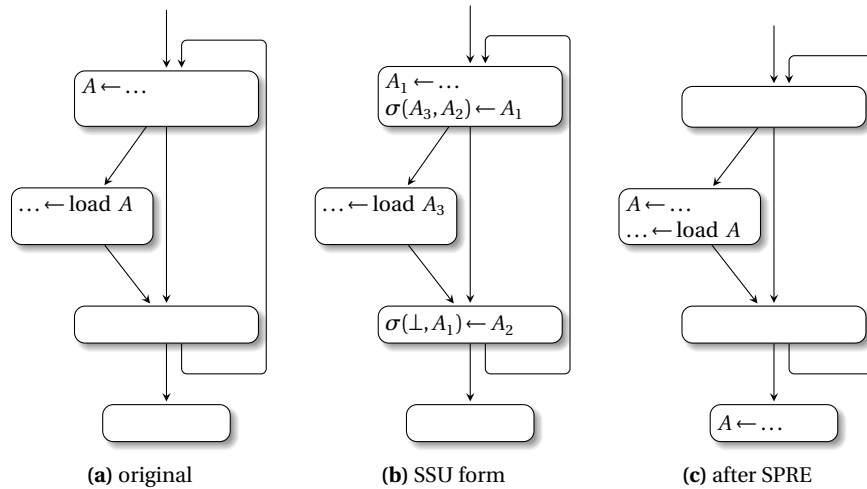 A ← …
… ← load A
(a) original
A₁ ← …
σ(A₃, A₂) ← A₁
… ← load A₃
σ(⊥, A₁) ← A₂
(b) SSU form
A ← …
… ← load A
A ← …
(c) after SPRE